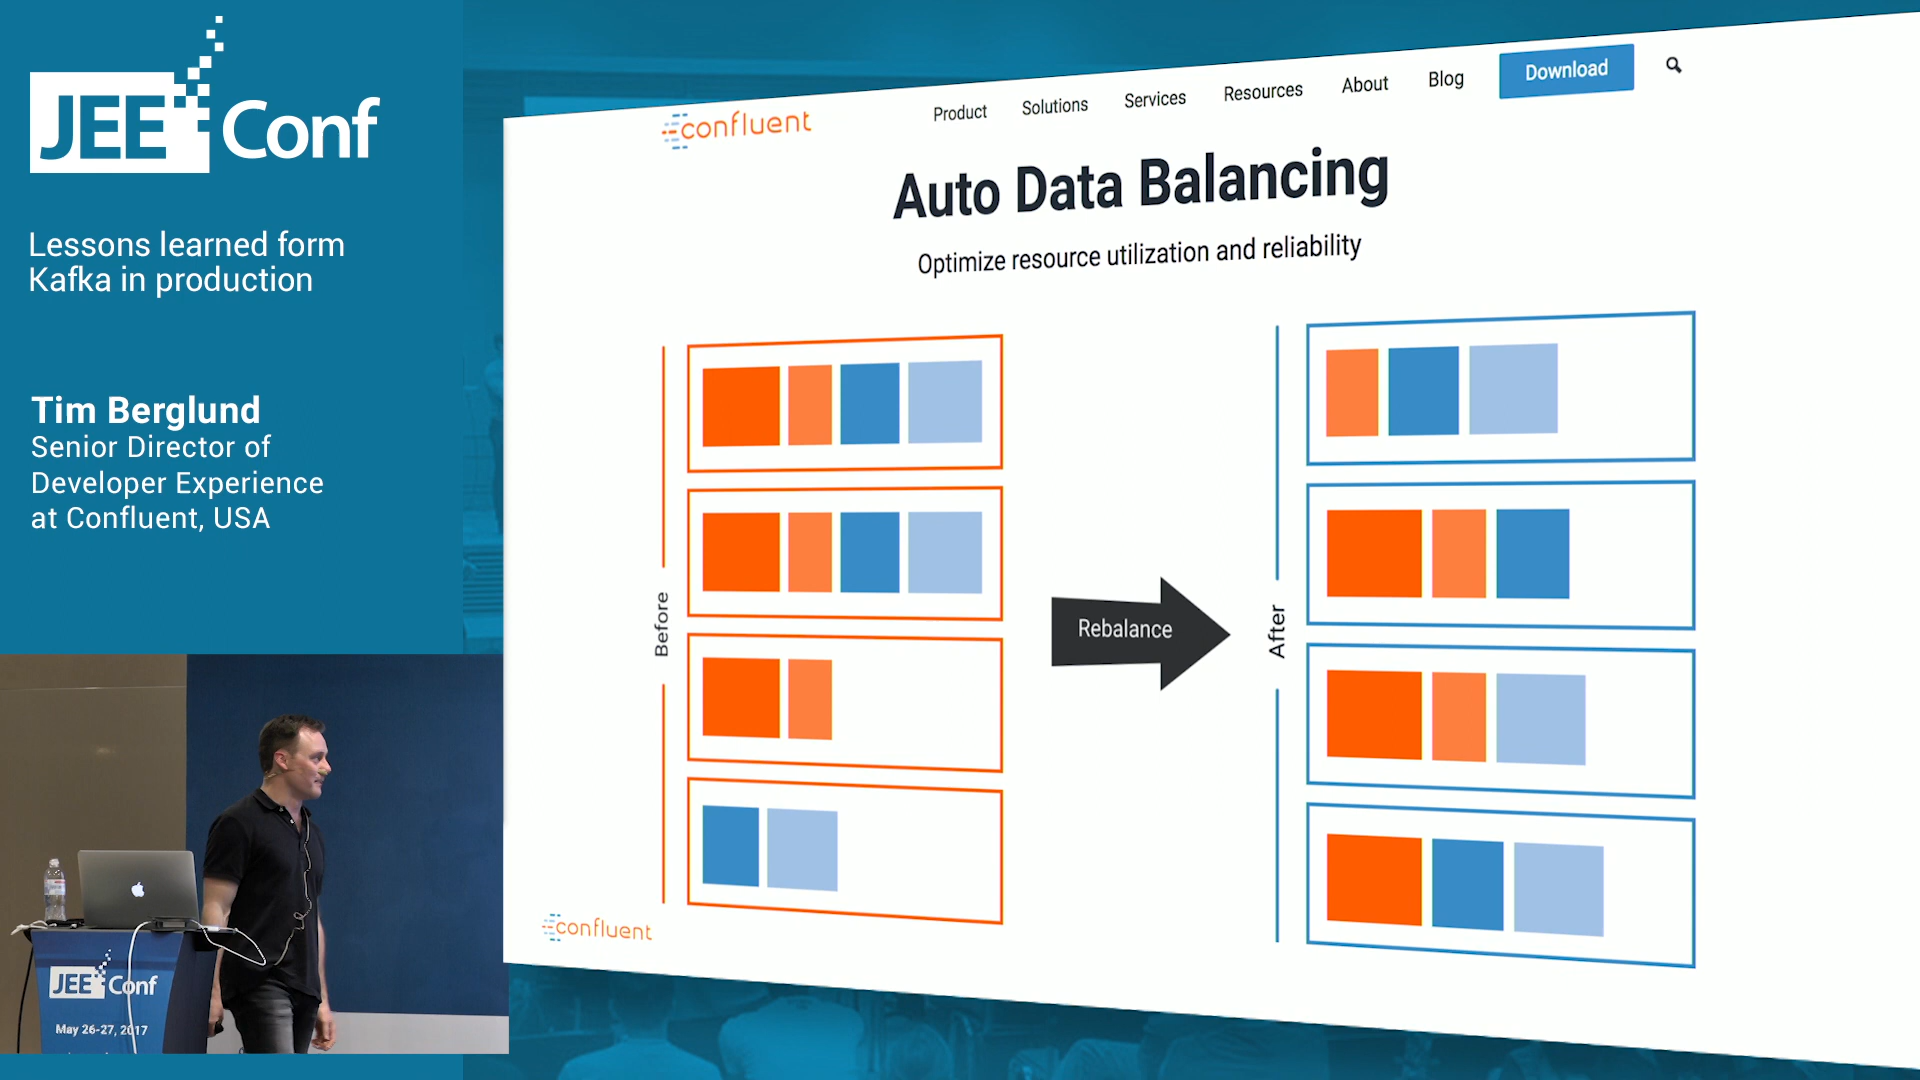 JEE Conf
Lessons learned form
Kafka in production
Tim Berglund
Senior Director of
Developer Experience
at Confluent, USA
JEE Conf
May 26-27, 2017
confluent
Product
Solutions
Services
Resources
About
Blog
Download
Auto Data Balancing
Optimize resource utilization and reliability
Before
Rebalance
After
confluent